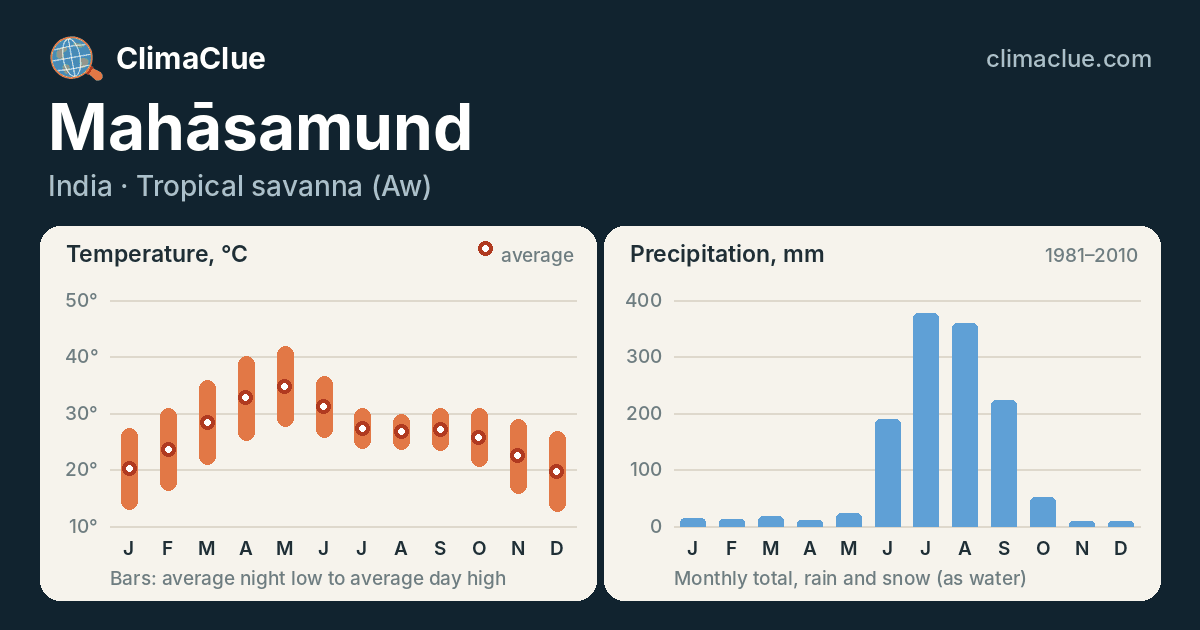 ClimaClue
climaclue.com
Mahāsamund
India · Tropical savanna (Aw)
Temperature, °C
average
50°
40°
30°
20°
10°
J F M A M J J A S O N D
Bars: average night low to average day high
Precipitation, mm
1981–2010
400
300
200
100
0
J F M A M J J A S O N D
Monthly total, rain and snow (as water)